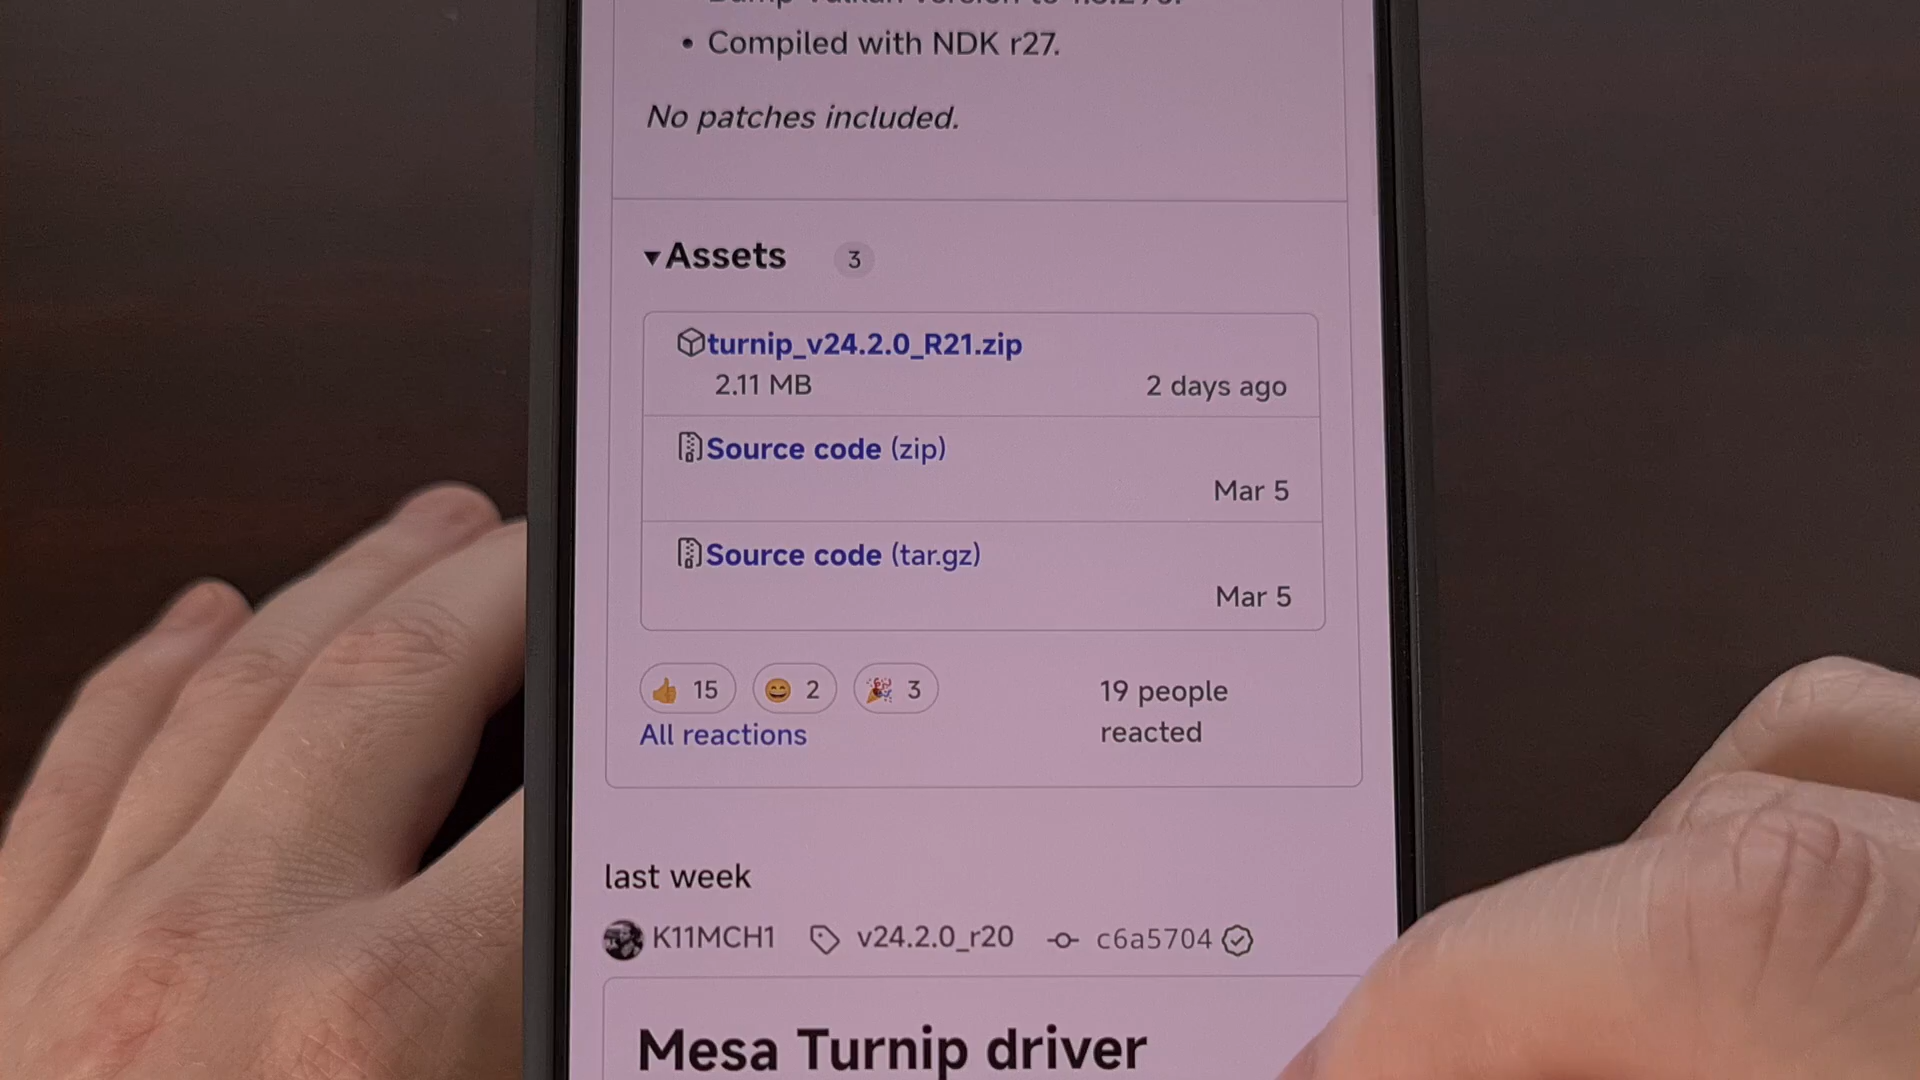 • Compiled with NDK r27.
No patches included.
▾Assets 3
turnip_v24.2.0_R21.zip
2.11 MB 2 days ago
Source code (zip)
Mar 5
Source code (tar.gz)
Mar 5
👍 15 😄 2 🎉 3 19 people
All reactions reacted
last week
K11MCH1 v24.2.0_r20 c6a5704
Mesa Turnip driver